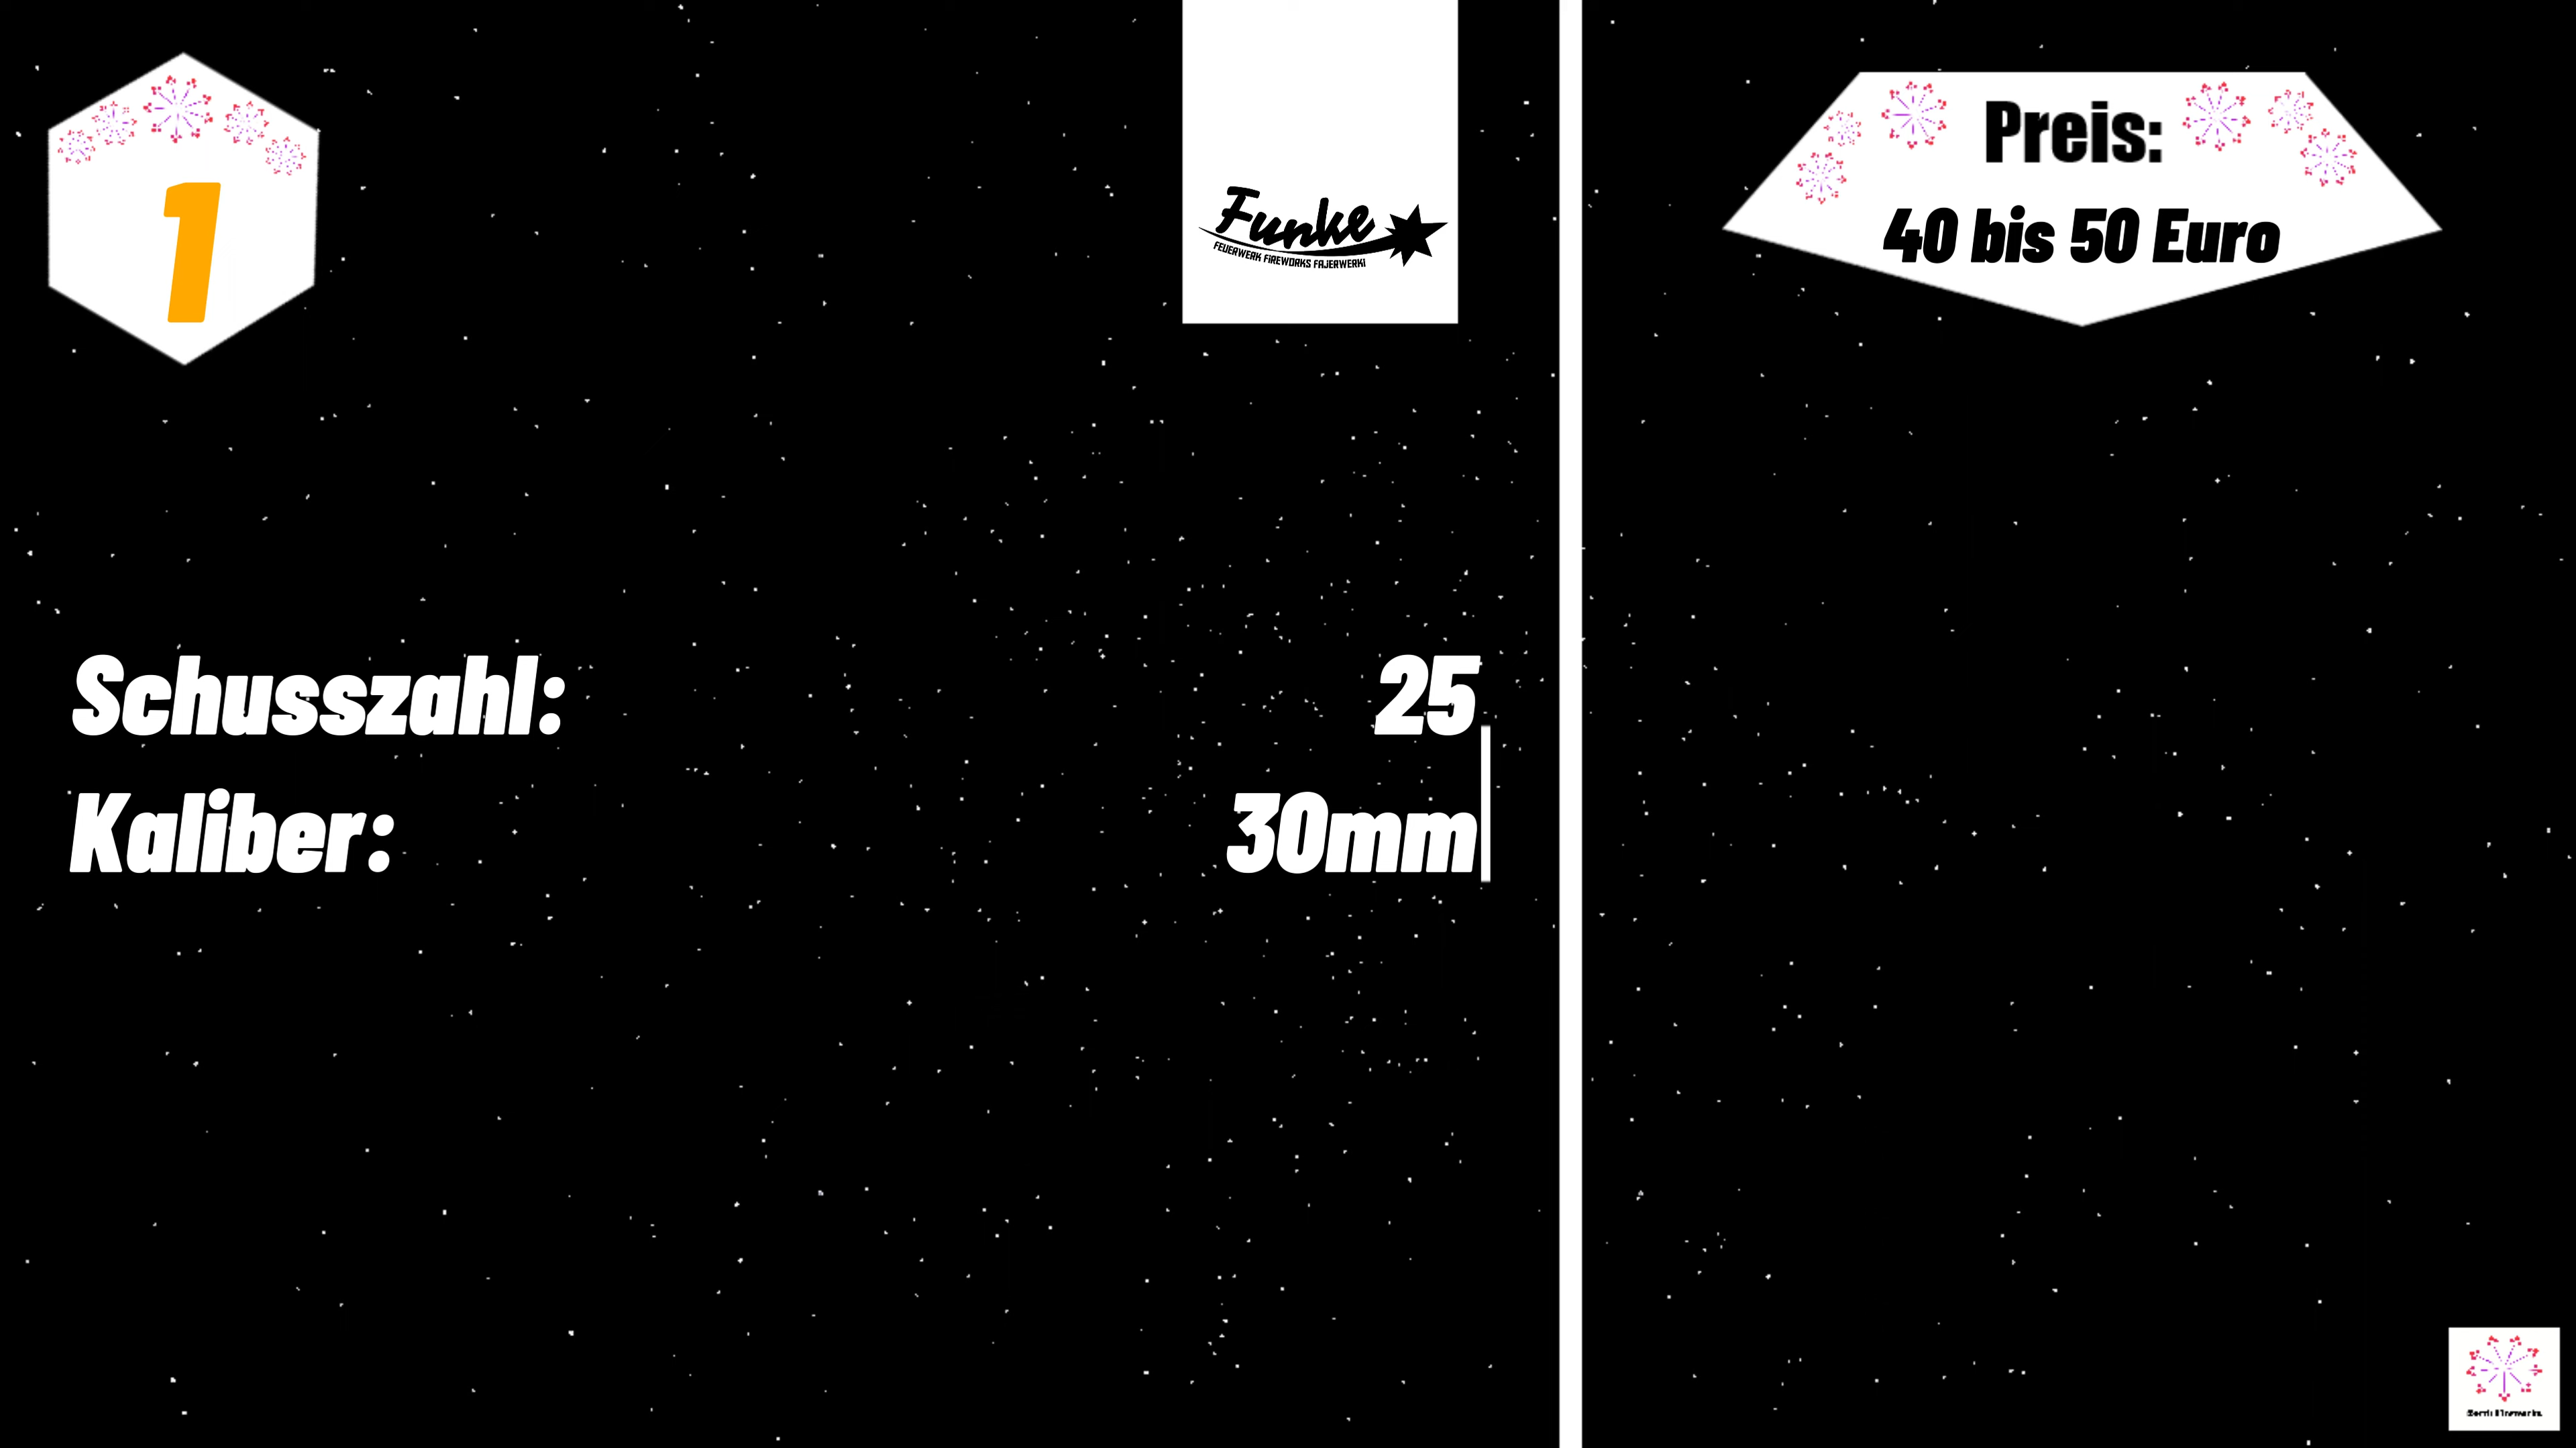 1
Funke
FEUERWERK FIREWORKS FAJERWERKI
Preis:
40 bis 50 Euro
Schusszahl: 25
Kaliber: 30mm